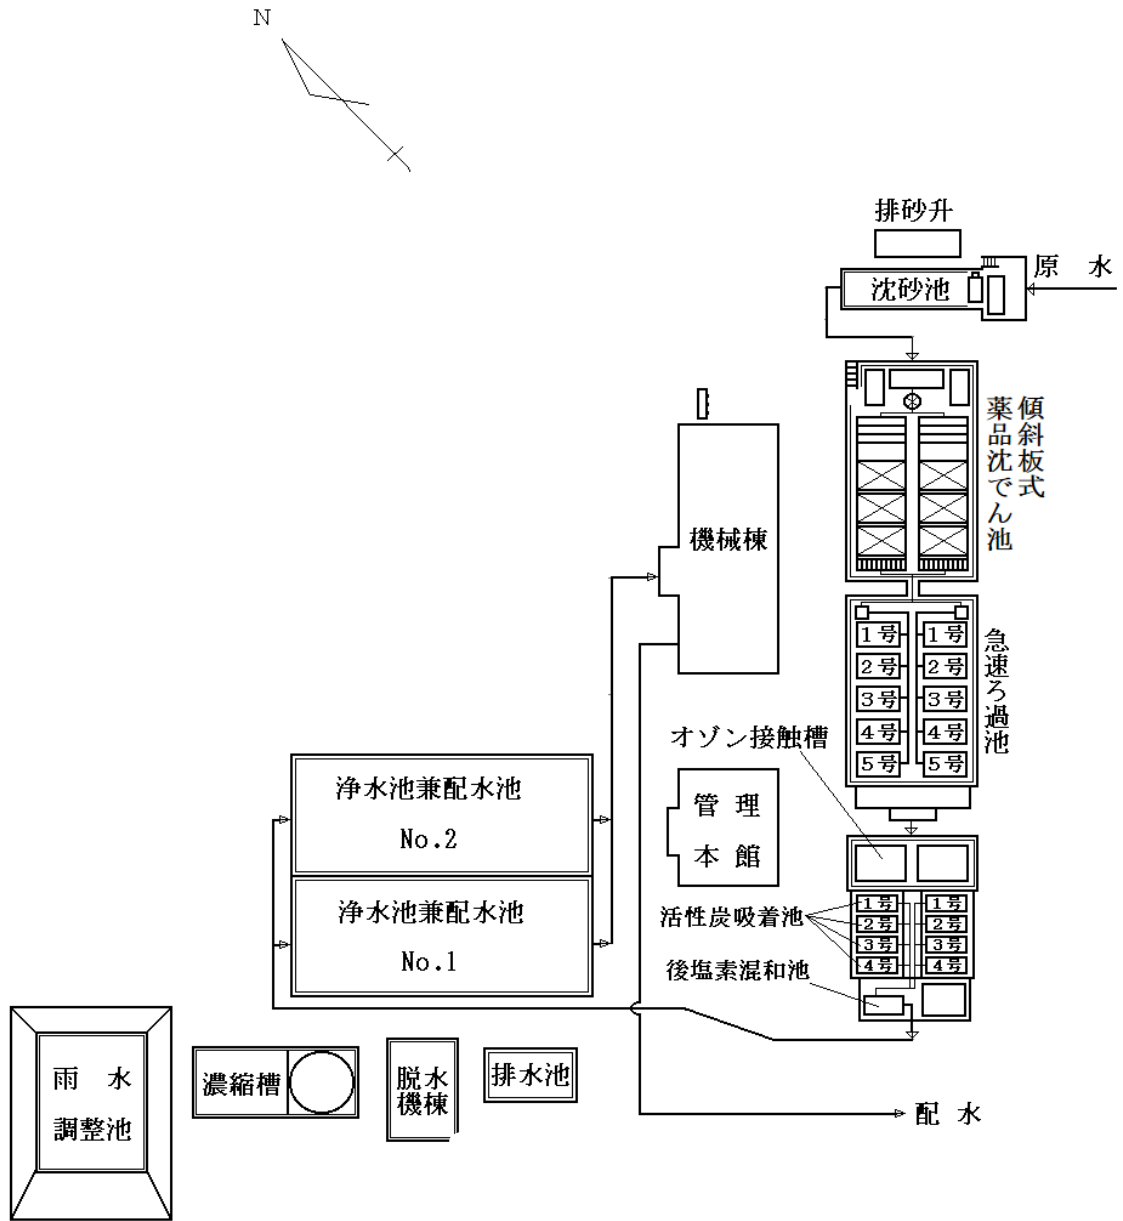 N
排砂升
原 水
沈砂池
傾斜板式
薬品沈でん池
機械棟
1号 1号
2号 2号
3号 3号
4号 4号
5号 5号
急速ろ過池
オゾン接触槽
浄水池兼配水池
No.2
管 理
本 館
浄水池兼配水池
No.1
活性炭吸着池
1号 1号
2号 2号
3号 3号
4号 4号
後塩素混和池
雨 水
調整池
濃縮槽
脱水
機棟
排水池
配 水